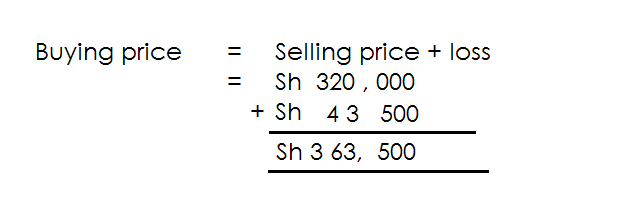 Buying price = Selling price + loss
= Sh 320 , 000
+ Sh 4 3 500
Sh 3 63, 500